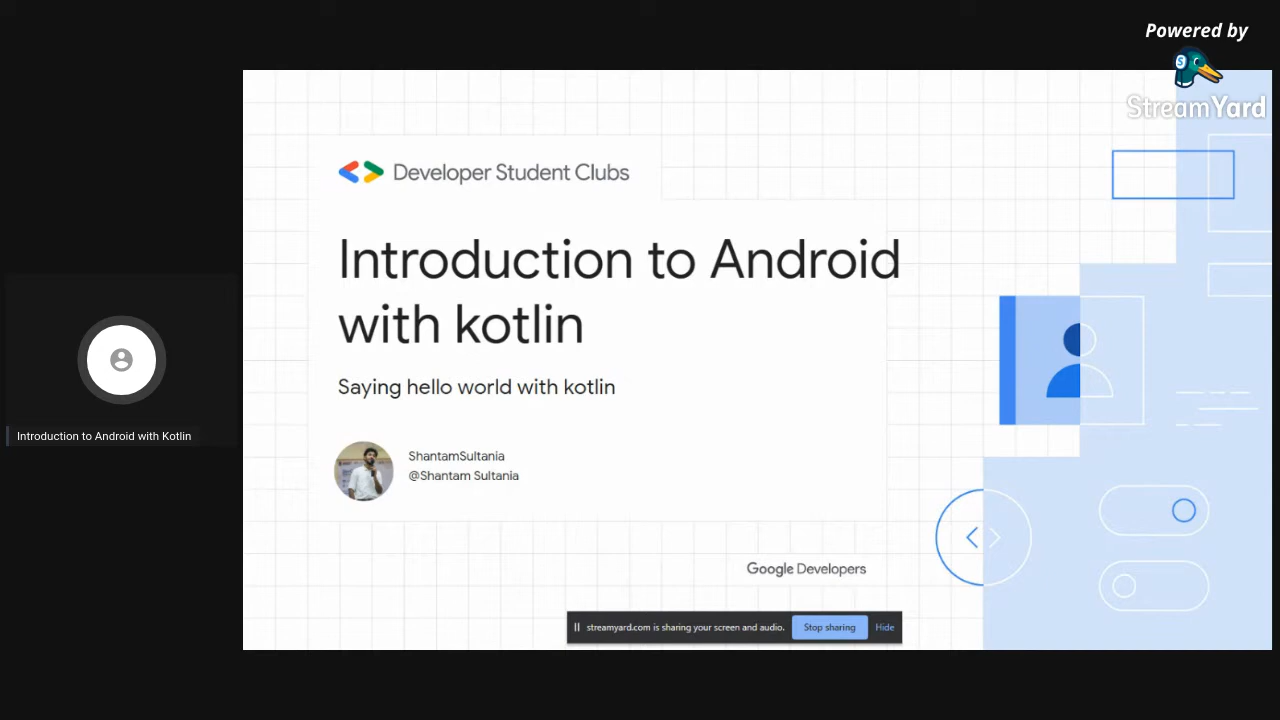 Powered by
StreamYard
Developer Student Clubs
Introduction to Android
with kotlin
Saying hello world with kotlin
ShantamSultania
@Shantam Sultania
Google Developers
streamyard.com is sharing your screen and audio. Stop sharing Hide
Introduction to Android with Kotlin